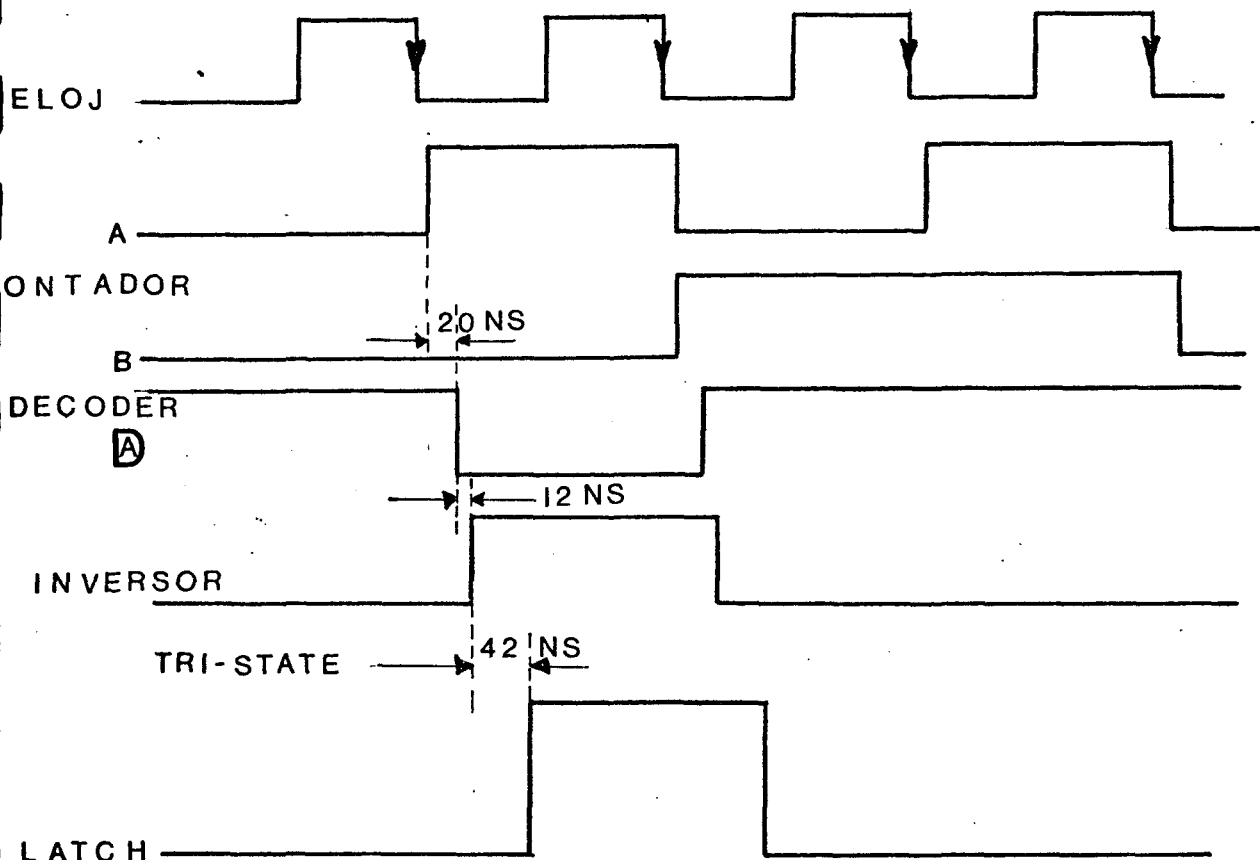 ELOJ
A
ONTADOR
20 NS
B
DECODER
A
12 NS
INVERSOR
42 NS
TRI-STATE
LATCH